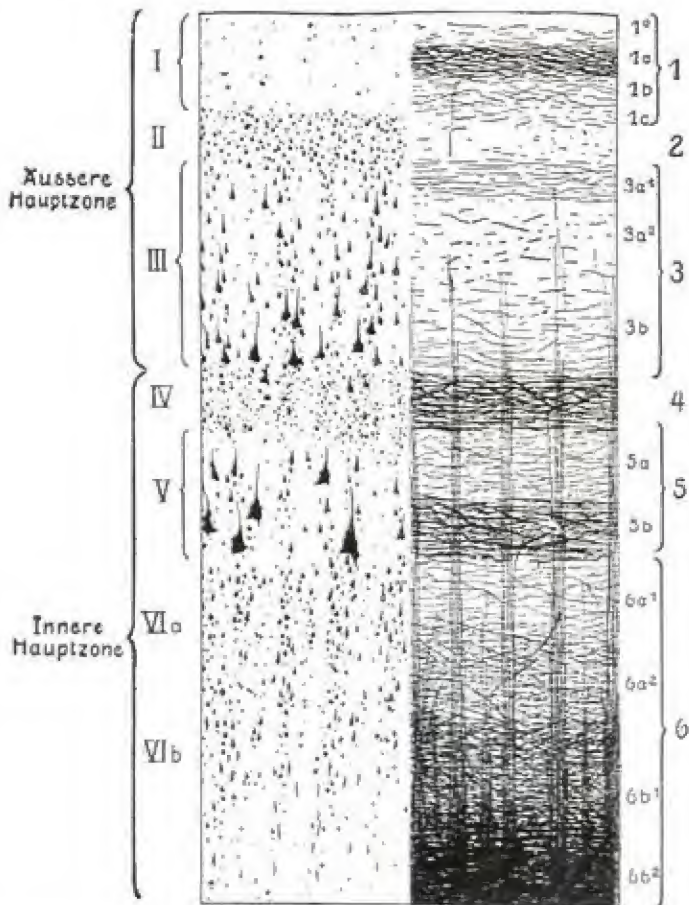 Äussere
Hauptzone
Innere
Hauptzone
I
II
III
IV
V
VIa
VIb
1°
1a
1b
1c
3a¹
3a²
3b
5a
5b
6a¹
6a²
6b¹
6b²
1
2
3
4
5
6